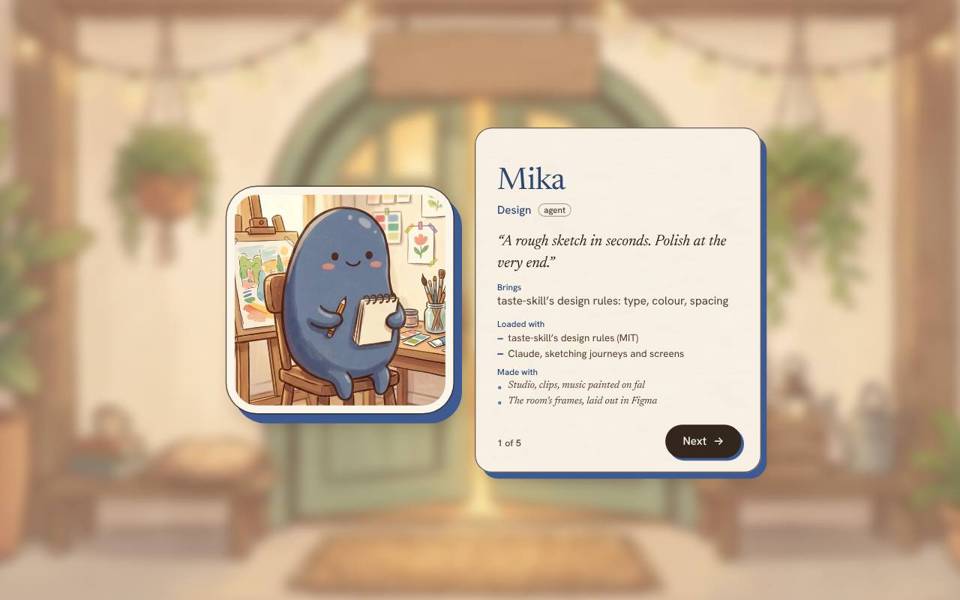 Mika
Design agent
“A rough sketch in seconds. Polish at the
very end.”
Brings
taste-skill’s design rules: type, colour, spacing
Loaded with
– taste-skill’s design rules (MIT)
– Claude, sketching journeys and screens
Made with
• Studio, clips, music painted on fal
• The room’s frames, laid out in Figma
1 of 5
Next →